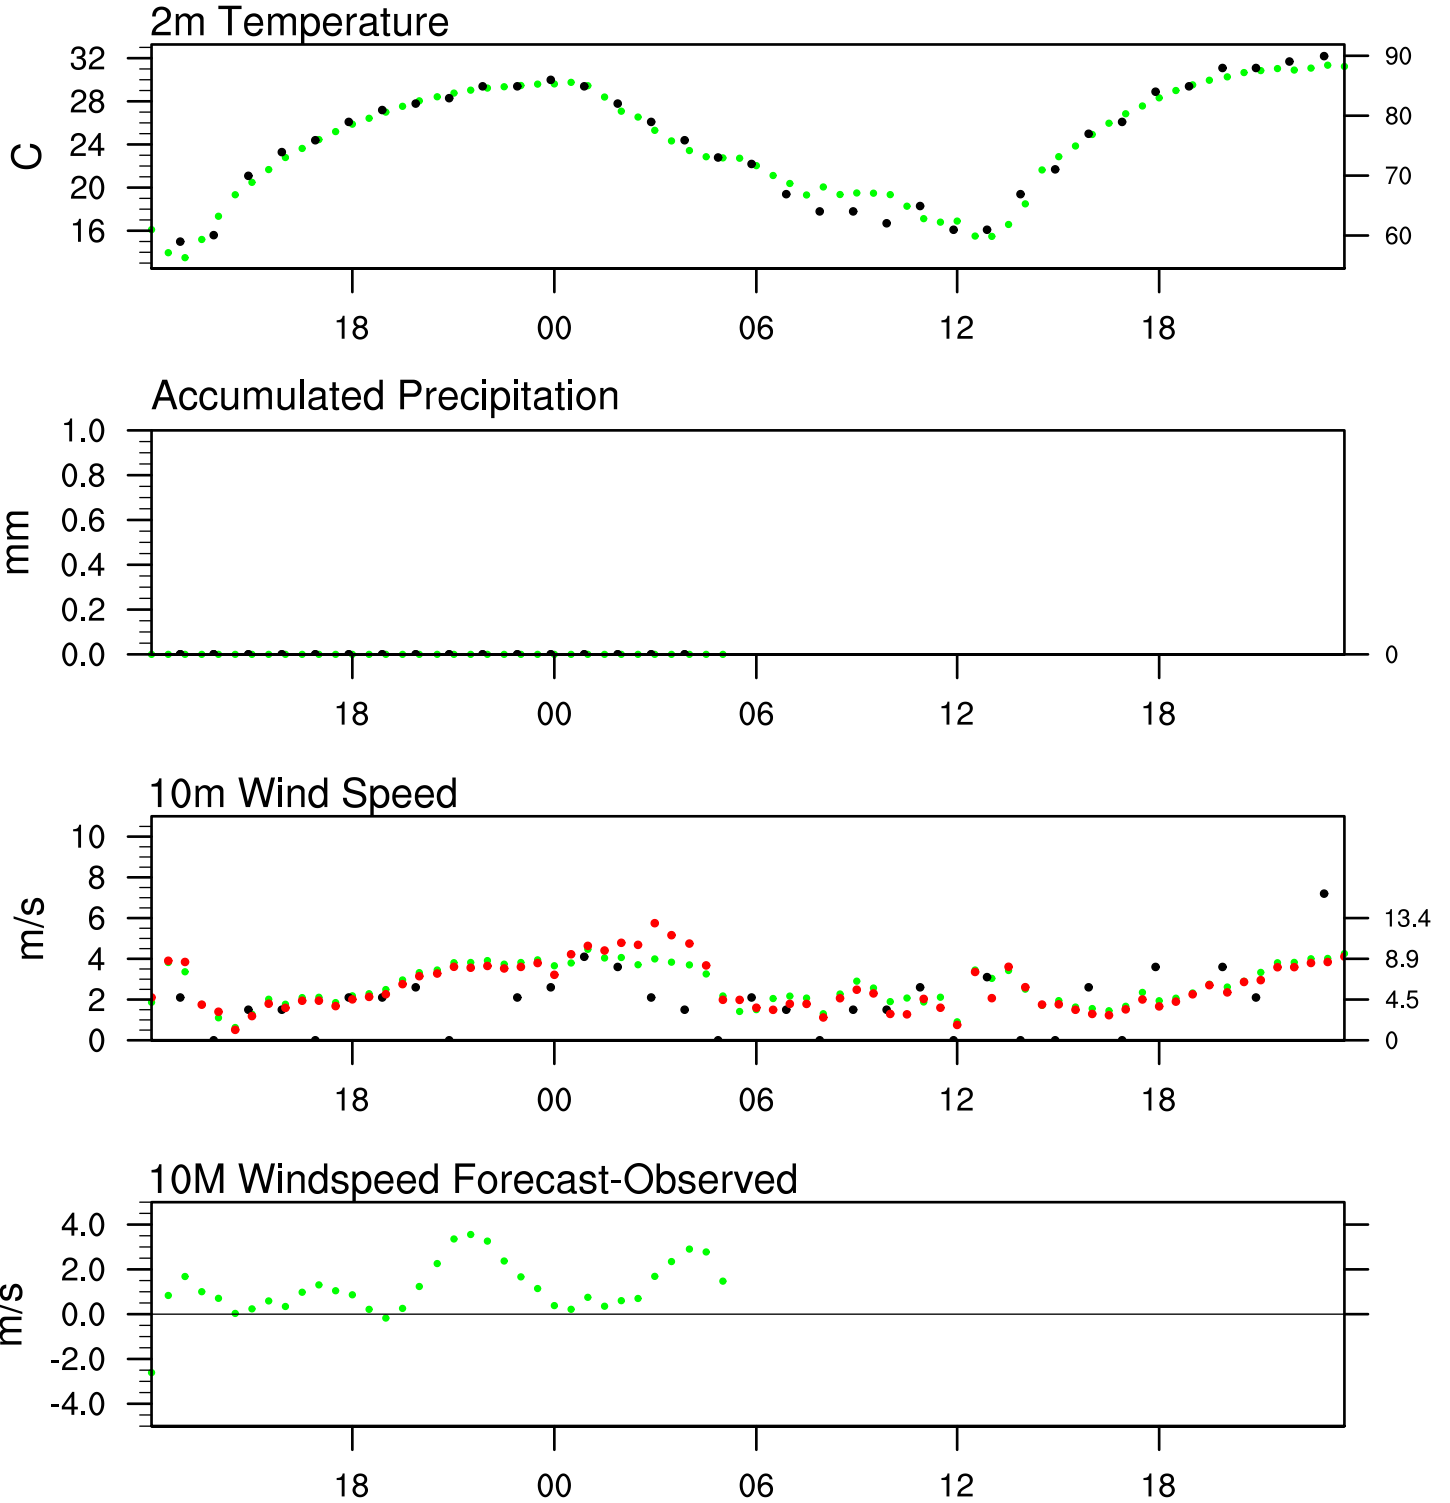 2m Temperature
32
28
24
20
16
C
90
80
70
60
18 00 06 12 18
Accumulated Precipitation
1.0
0.8
0.6
0.4
0.2
0.0
mm
0
18 00 06 12 18
10m Wind Speed
10
8
6
4
2
0
m/s
13.4
8.9
4.5
0
18 00 06 12 18
10M Windspeed Forecast-Observed
4.0
2.0
0.0
-2.0
-4.0
m/s
18 00 06 12 18